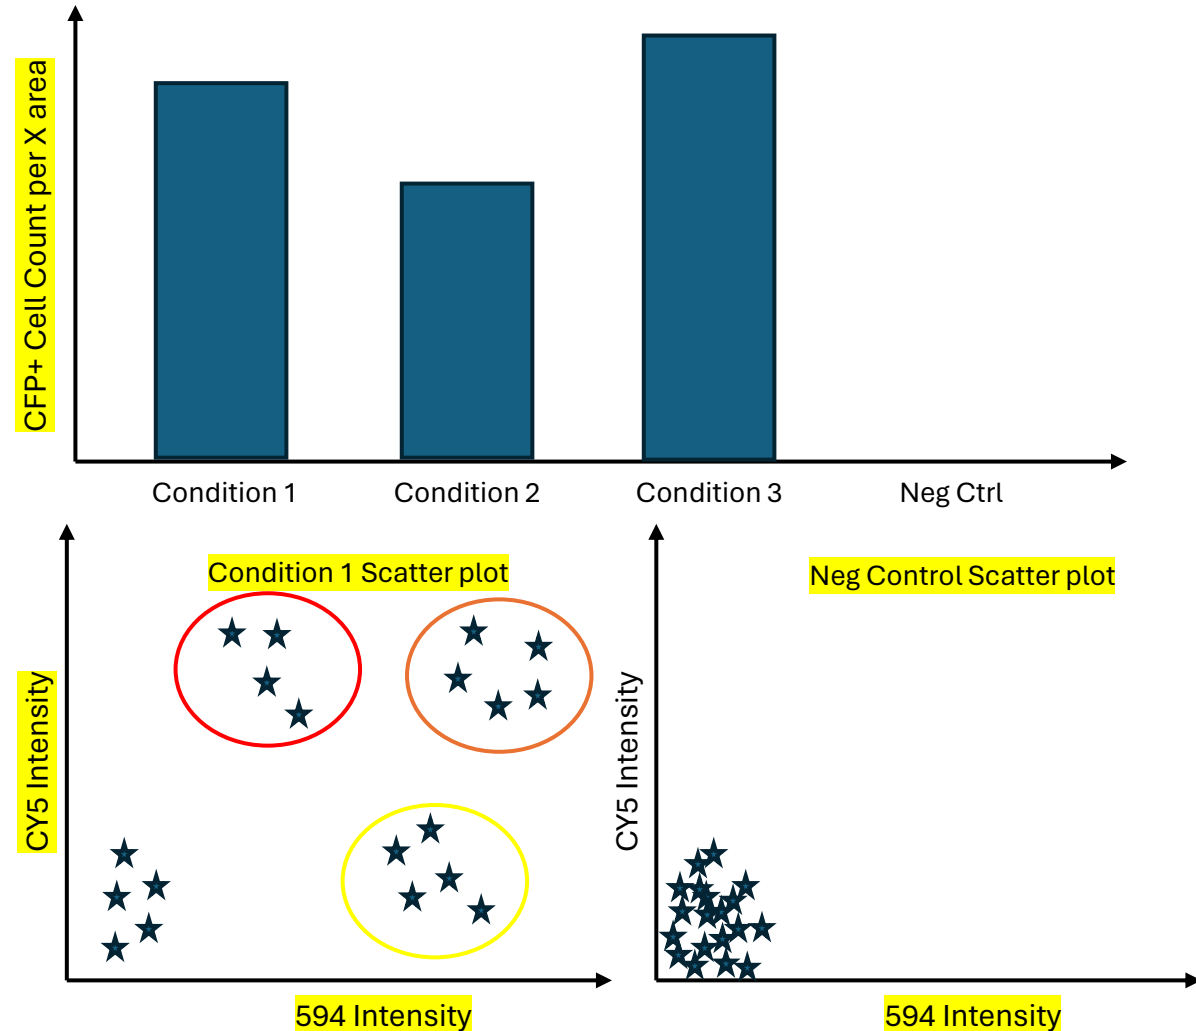 CFP+ Cell Count per X area
Condition 1
Condition 2
Condition 3
Neg Ctrl
Condition 1 Scatter plot
CY5 Intensity
594 Intensity
Neg Control Scatter plot
CY5 Intensity
594 Intensity